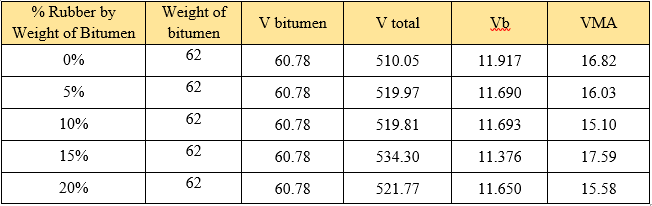 % Rubber by Weight of Bitumen | Weight of bitumen | V bitumen | V total | Vb | VMA
0% | 62 | 60.78 | 510.05 | 11.917 | 16.82
5% | 62 | 60.78 | 519.97 | 11.690 | 16.03
10% | 62 | 60.78 | 519.81 | 11.693 | 15.10
15% | 62 | 60.78 | 534.30 | 11.376 | 17.59
20% | 62 | 60.78 | 521.77 | 11.650 | 15.58